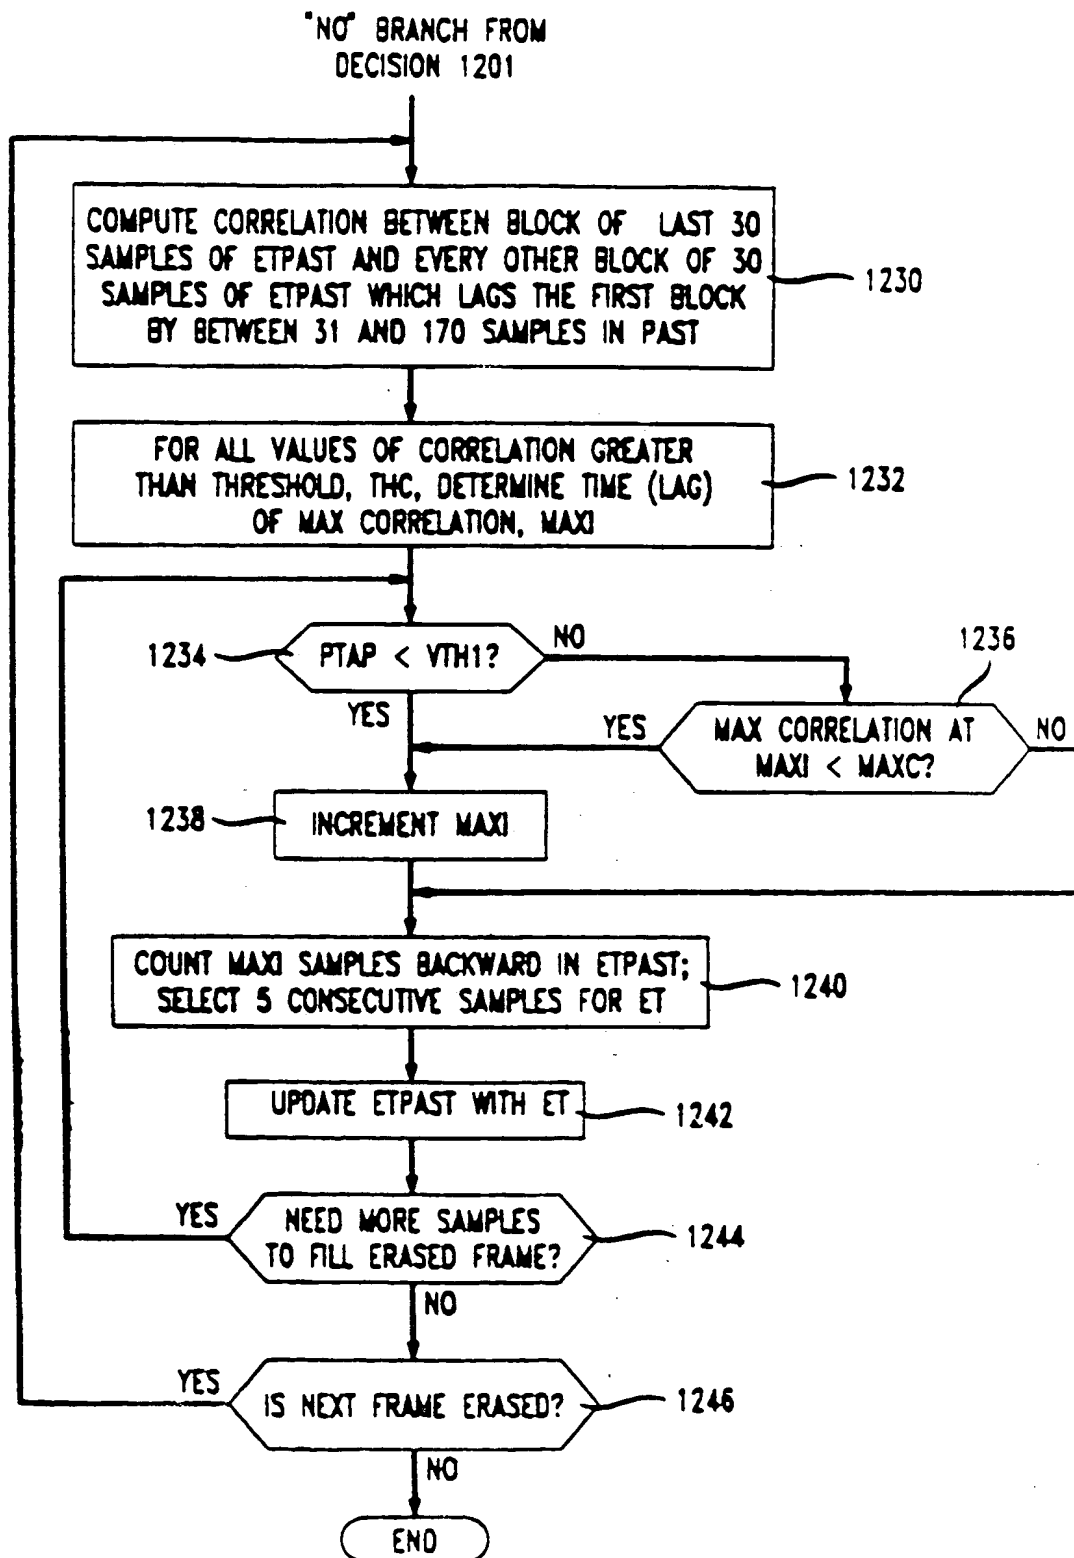 "NO" BRANCH FROM
DECISION 1201
COMPUTE CORRELATION BETWEEN BLOCK OF LAST 30
SAMPLES OF ETPAST AND EVERY OTHER BLOCK OF 30
SAMPLES OF ETPAST WHICH LAGS THE FIRST BLOCK
BY BETWEEN 31 AND 170 SAMPLES IN PAST
1230
FOR ALL VALUES OF CORRELATION GREATER
THAN THRESHOLD, THC, DETERMINE TIME (LAG)
OF MAX CORRELATION, MAXI
1232
1234
PTAP < VTH1?
NO
YES
1236
MAX CORRELATION AT
MAXI < MAXC?
YES
NO
1238
INCREMENT MAXI
COUNT MAXI SAMPLES BACKWARD IN ETPAST;
SELECT 5 CONSECUTIVE SAMPLES FOR ET
1240
UPDATE ETPAST WITH ET
1242
YES
NEED MORE SAMPLES
TO FILL ERASED FRAME?
1244
NO
YES
IS NEXT FRAME ERASED?
1246
NO
END